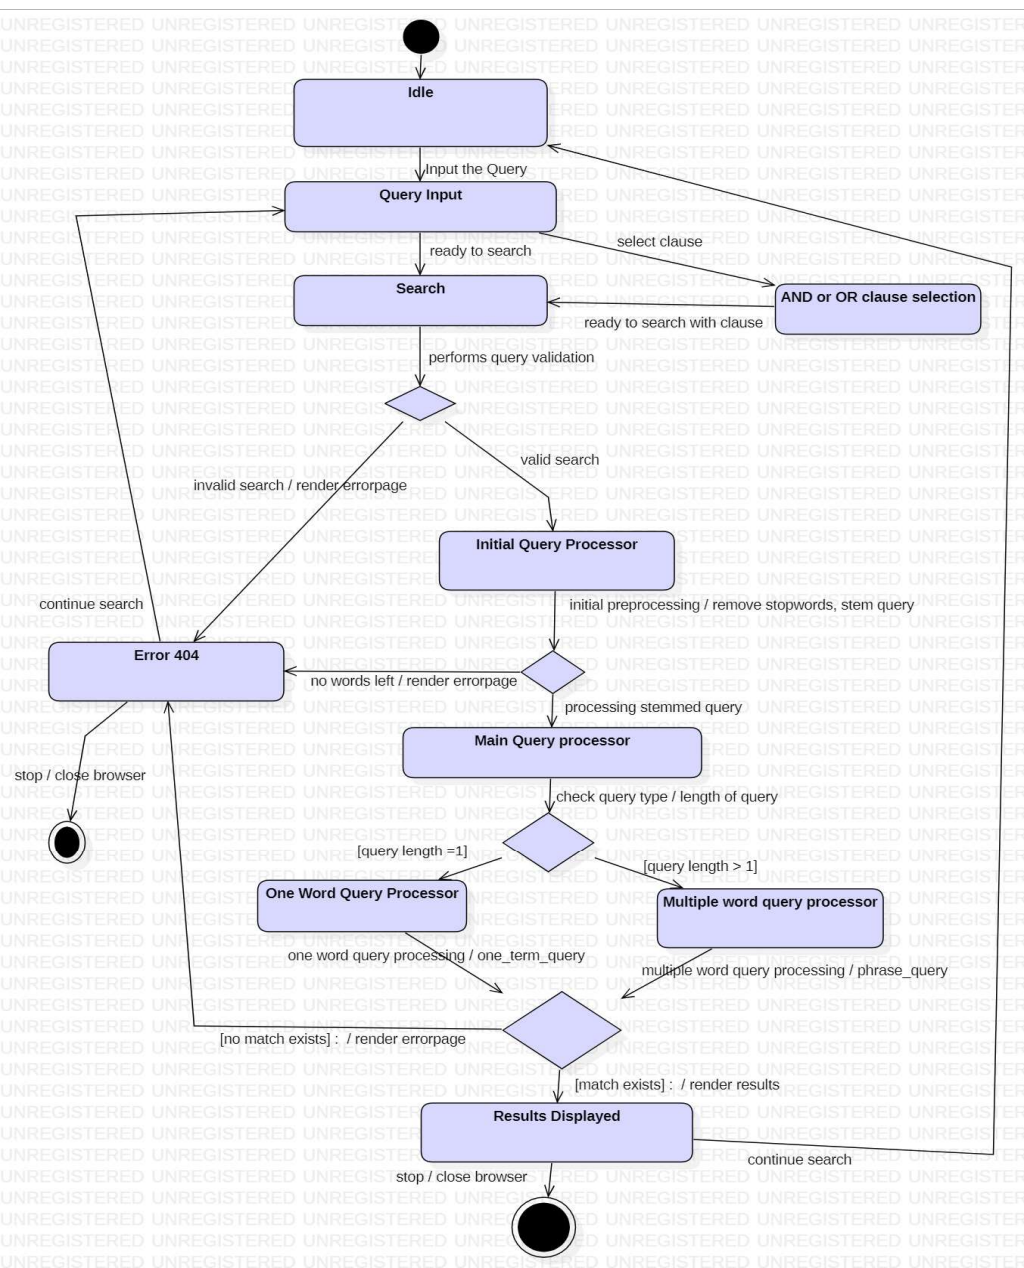 Idle
Input the Query
Query Input
select clause
ready to search
Search
AND or OR clause selection
ready to search with clause
performs query validation
valid search
invalid search / render errorpage
Initial Query Processor
continue search
initial preprocessing / remove stopwords, stem query
Error 404
no words left / render errorpage
processing stemmed query
Main Query processor
stop / close browser
check query type / length of query
[query length =1]
[query length > 1]
One Word Query Processor
Multiple word query processor
one word query processing / one_term_query
multiple word query processing / phrase_query
[no match exists] :  / render errorpage
[match exists] :  / render results
Results Displayed
continue search
stop / close browser
UNREGISTERED